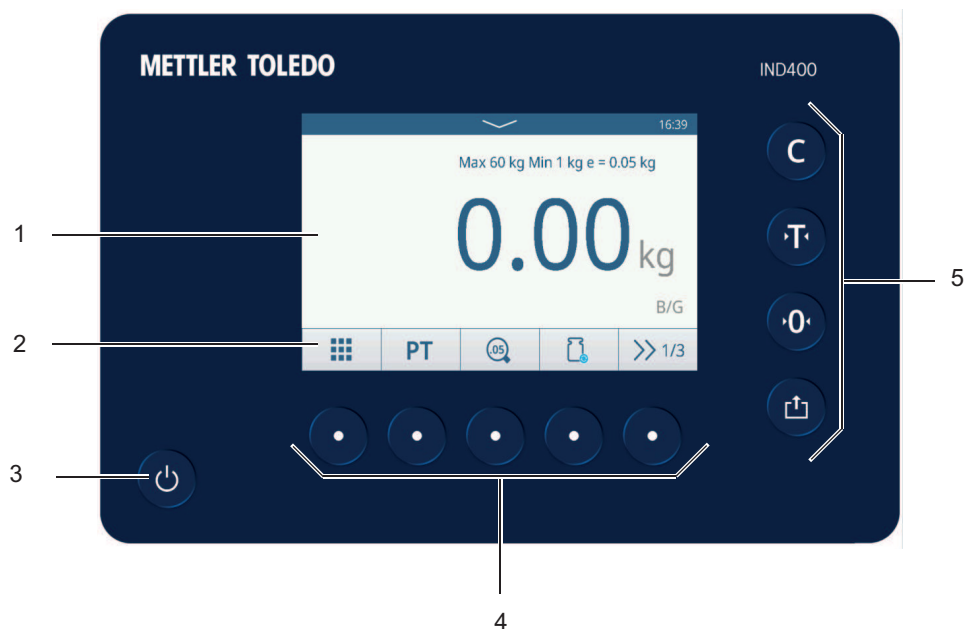 METTLER TOLEDO
IND400
16:39
Max 60 kg Min 1 kg e = 0.05 kg
0.00 kg
B/G
PT
.05
1/3
C
T
0
1
2
3
4
5